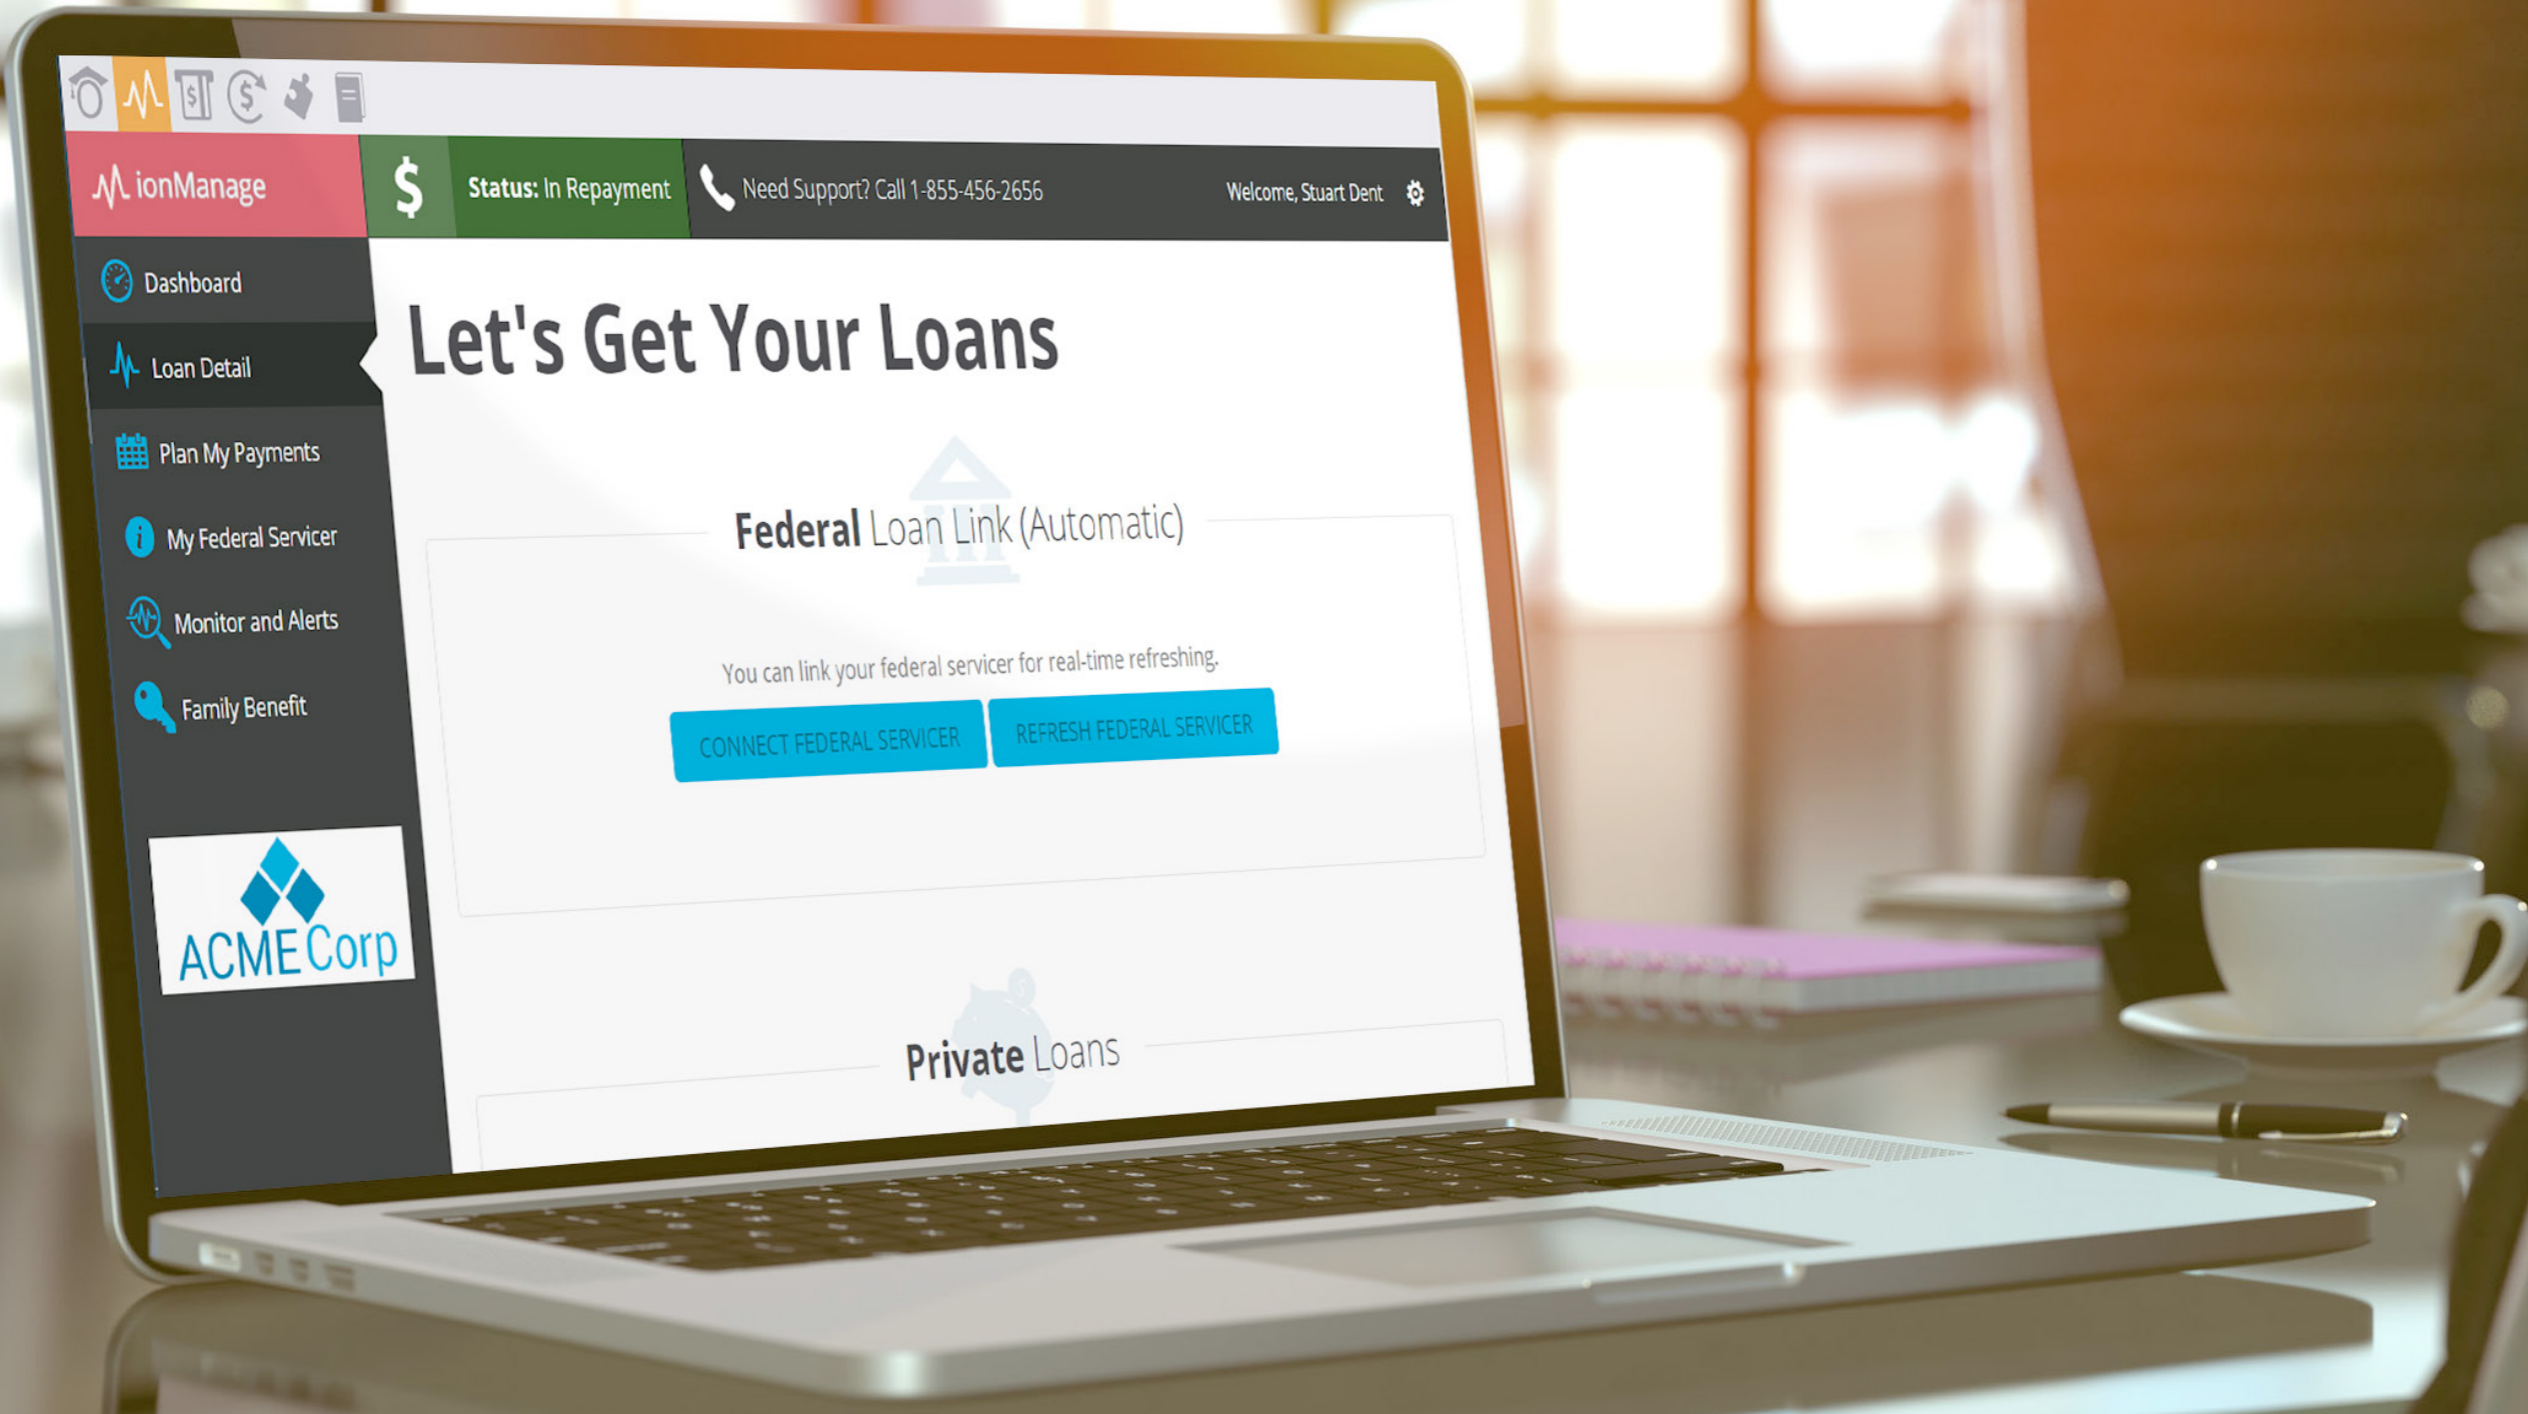 ionManage
$
Status: In Repayment
Need Support? Call 1-855-456-2656
Welcome, Stuart Dent
Dashboard
Loan Detail
Plan My Payments
My Federal Servicer
Monitor and Alerts
Family Benefit
ACME Corp
Let's Get Your Loans
Federal Loan Link (Automatic)
You can link your federal servicer for real-time refreshing.
CONNECT FEDERAL SERVICER
REFRESH FEDERAL SERVICER
Private Loans